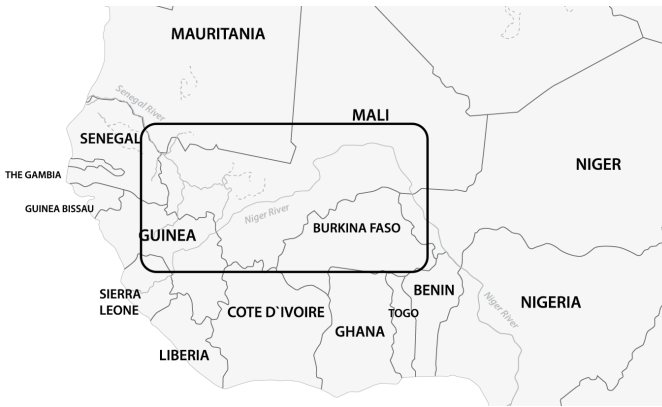 MAURITANIA
Senegal River
MALI
SENEGAL
NIGER
THE GAMBIA
GUINEA BISSAU
Niger River
BURKINA FASO
GUINEA
BENIN
SIERRA
LEONE
Niger River
NIGERIA
COTE D`IVOIRE
TOGO
GHANA
LIBERIA